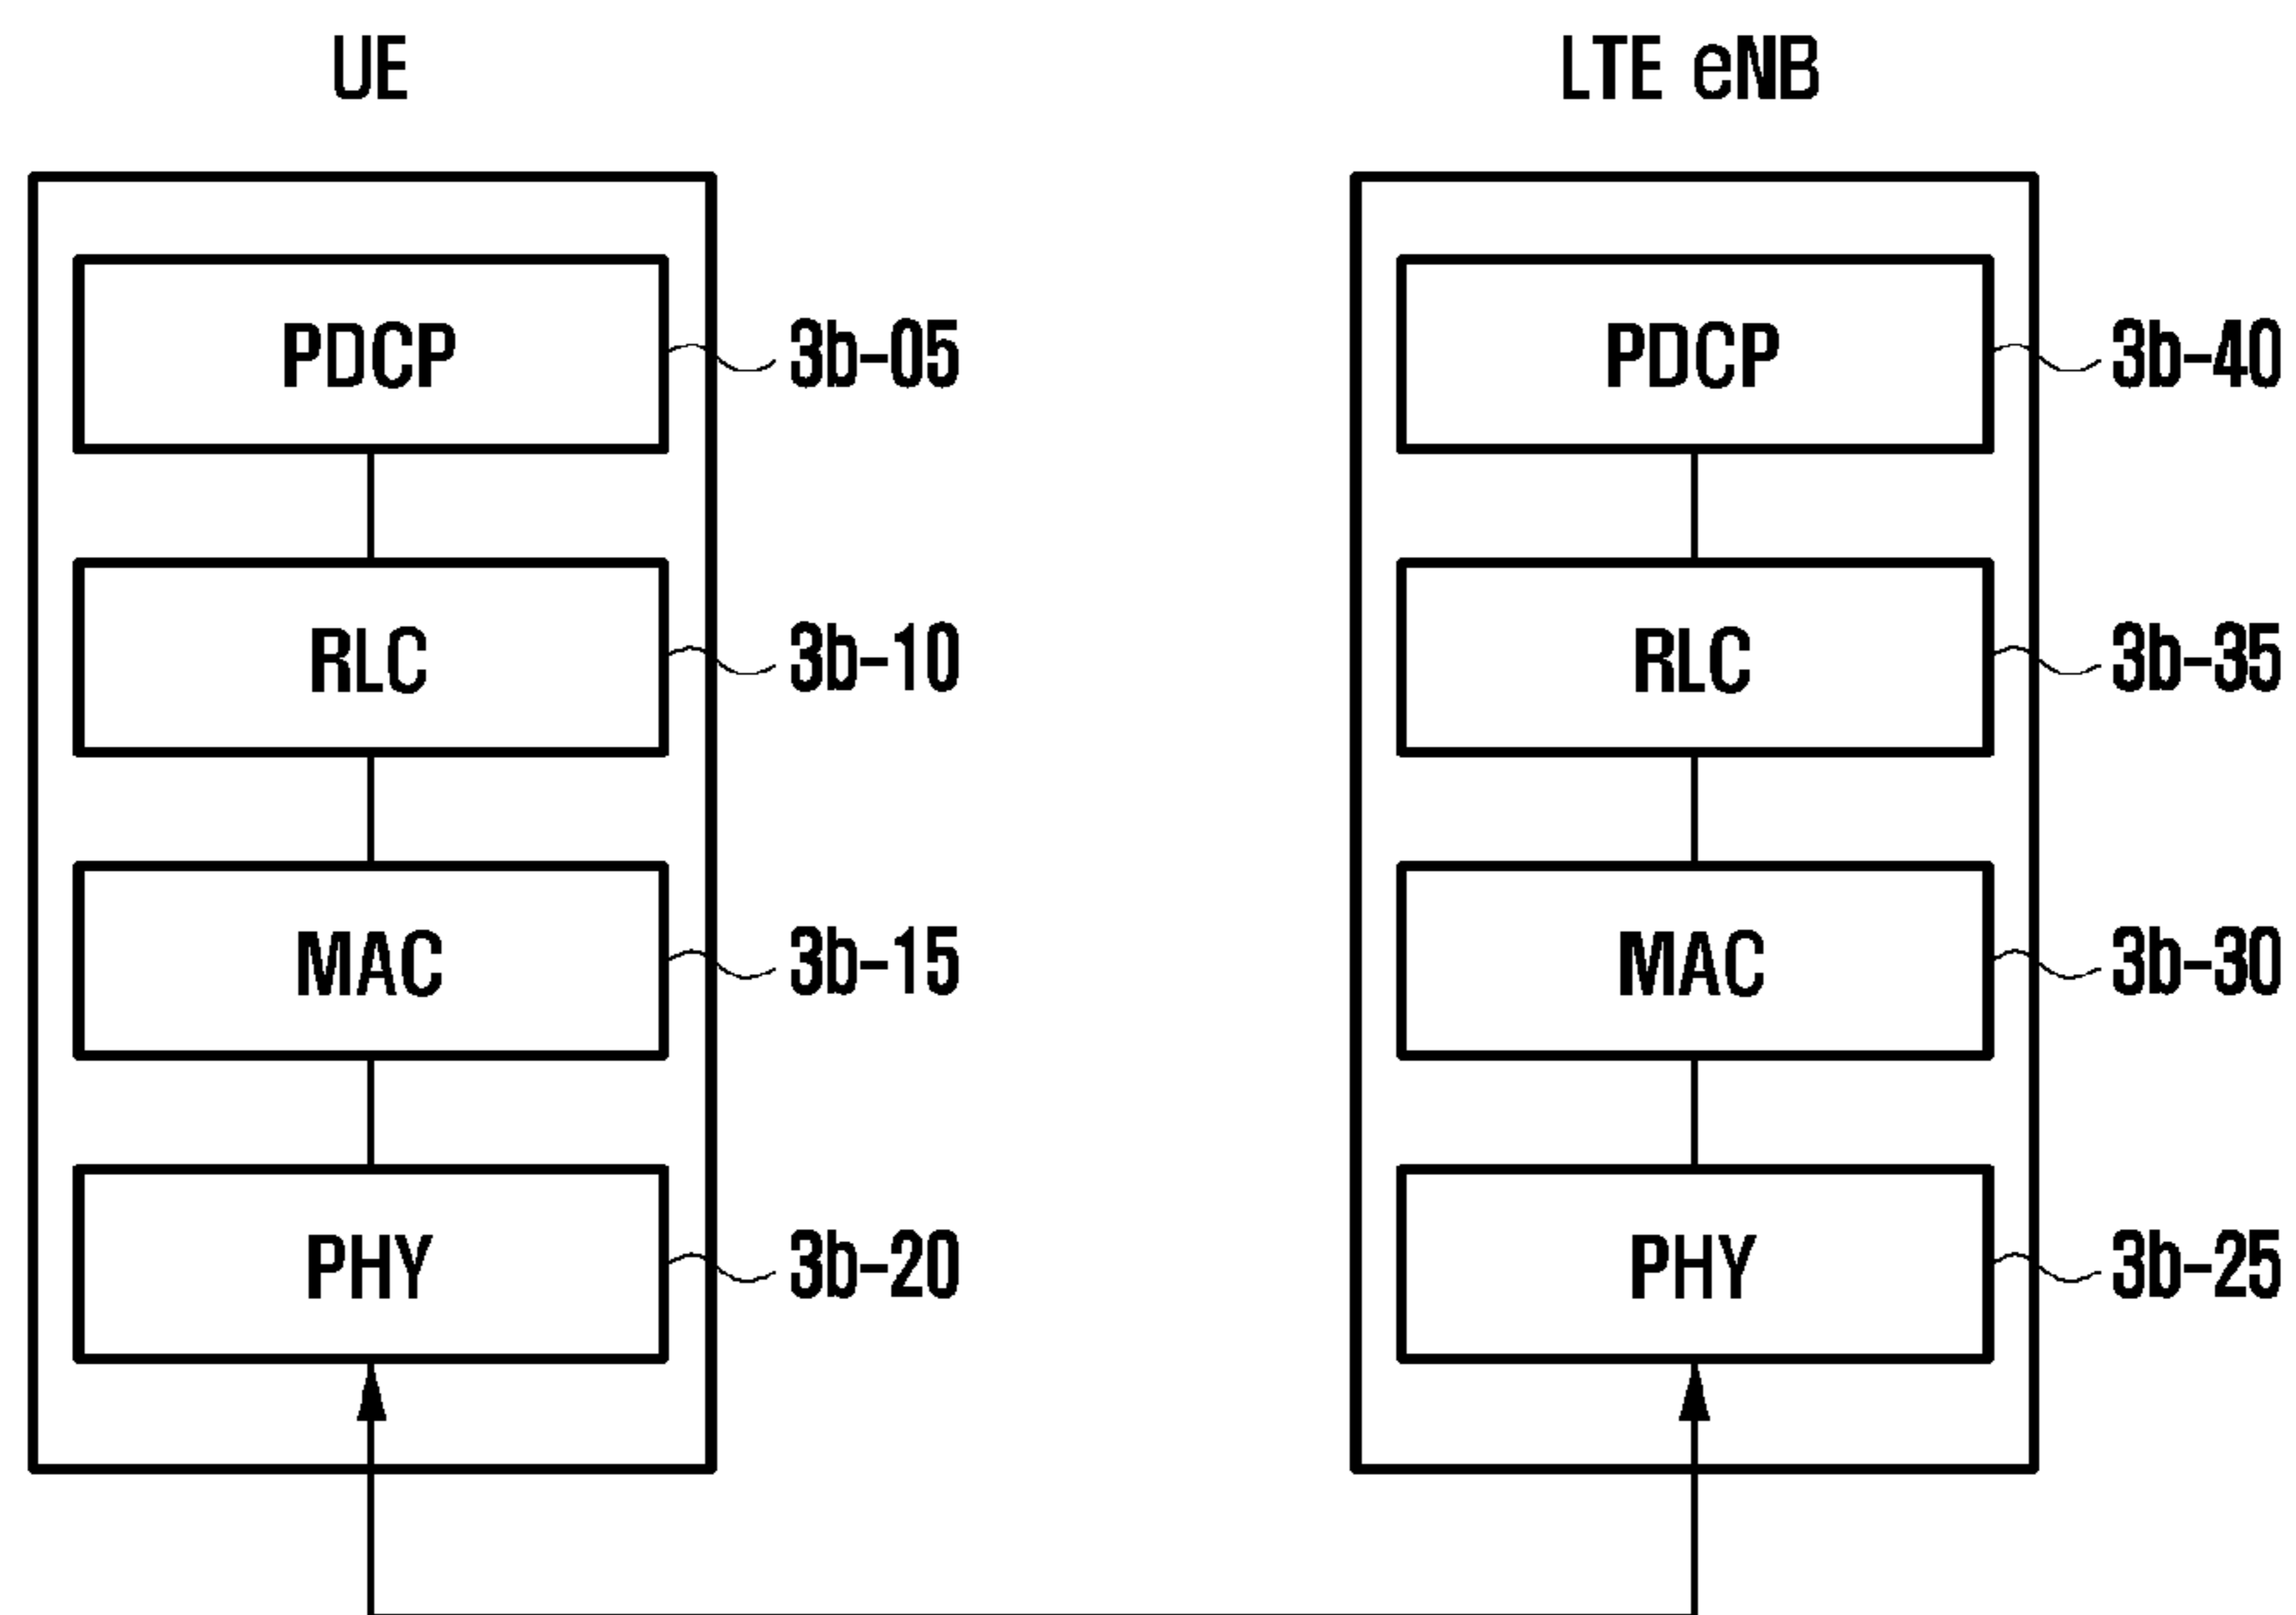 UE
LTE eNB
PDCP
3b-05
PDCP
3b-40
RLC
3b-10
RLC
3b-35
MAC
3b-15
MAC
3b-30
PHY
3b-20
PHY
3b-25